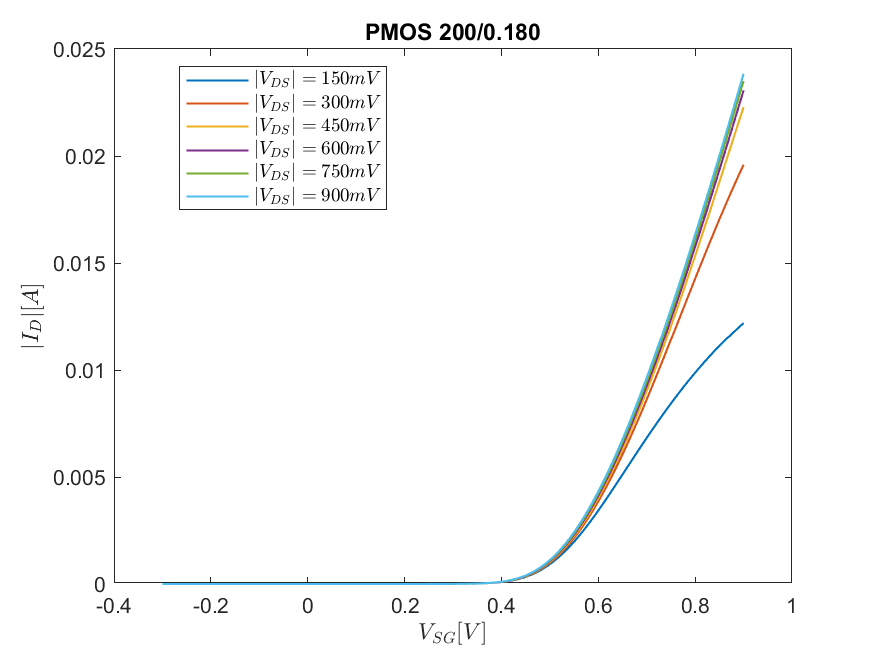 PMOS 200/0.180
0.025
0.02
0.015
0.01
0.005
0
|I_D|[A]
|V_DS| = 150mV
|V_DS| = 300mV
|V_DS| = 450mV
|V_DS| = 600mV
|V_DS| = 750mV
|V_DS| = 900mV
-0.4 -0.2 0 0.2 0.4 0.6 0.8 1
V_SG[V]